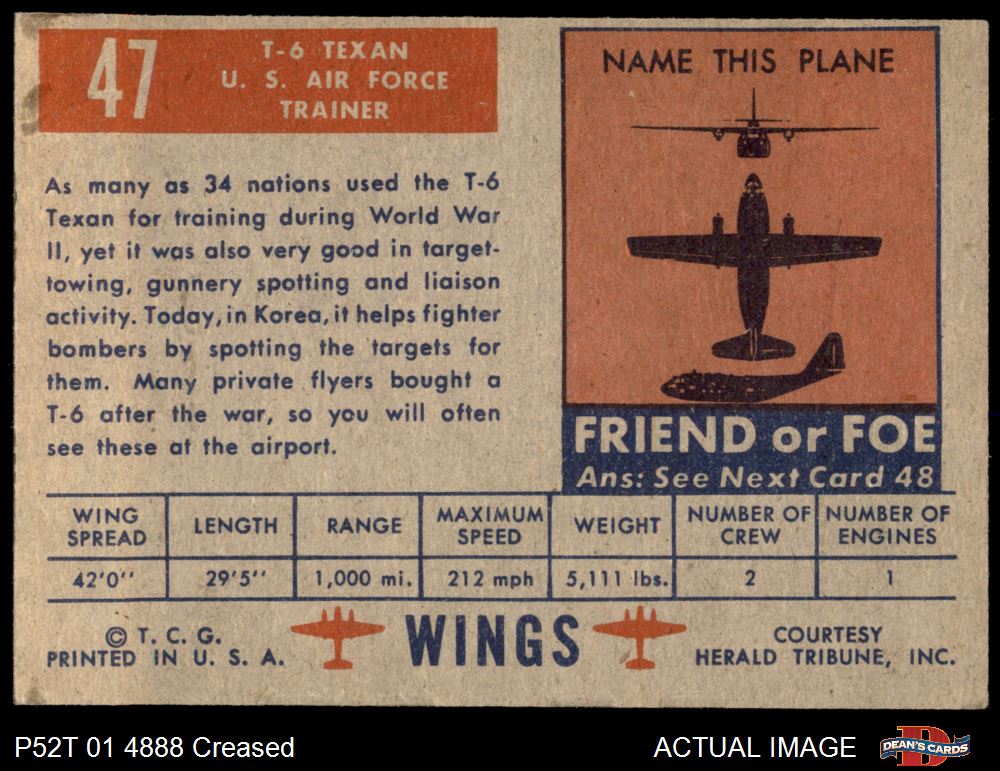 47
T-6 TEXAN
U. S. AIR FORCE
TRAINER
As many as 34 nations used the T-6
Texan for training during World War
II, yet it was also very good in target-
towing, gunnery spotting and liaison
activity. Today, in Korea, it helps fighter
bombers by spotting the targets for
them. Many private flyers bought a
T-6 after the war, so you will often
see these at the airport.
NAME THIS PLANE
FRIEND or FOE
Ans: See Next Card 48
WING SPREAD LENGTH RANGE MAXIMUM SPEED WEIGHT NUMBER OF CREW NUMBER OF ENGINES
42'0'' 29'5'' 1,000 mi. 212 mph 5,111 lbs. 2 1
© T. C. G.
PRINTED IN U. S. A.
WINGS
COURTESY
HERALD TRIBUNE, INC.
P52T 01 4888 Creased
ACTUAL IMAGE
D
DEAN'S CARDS